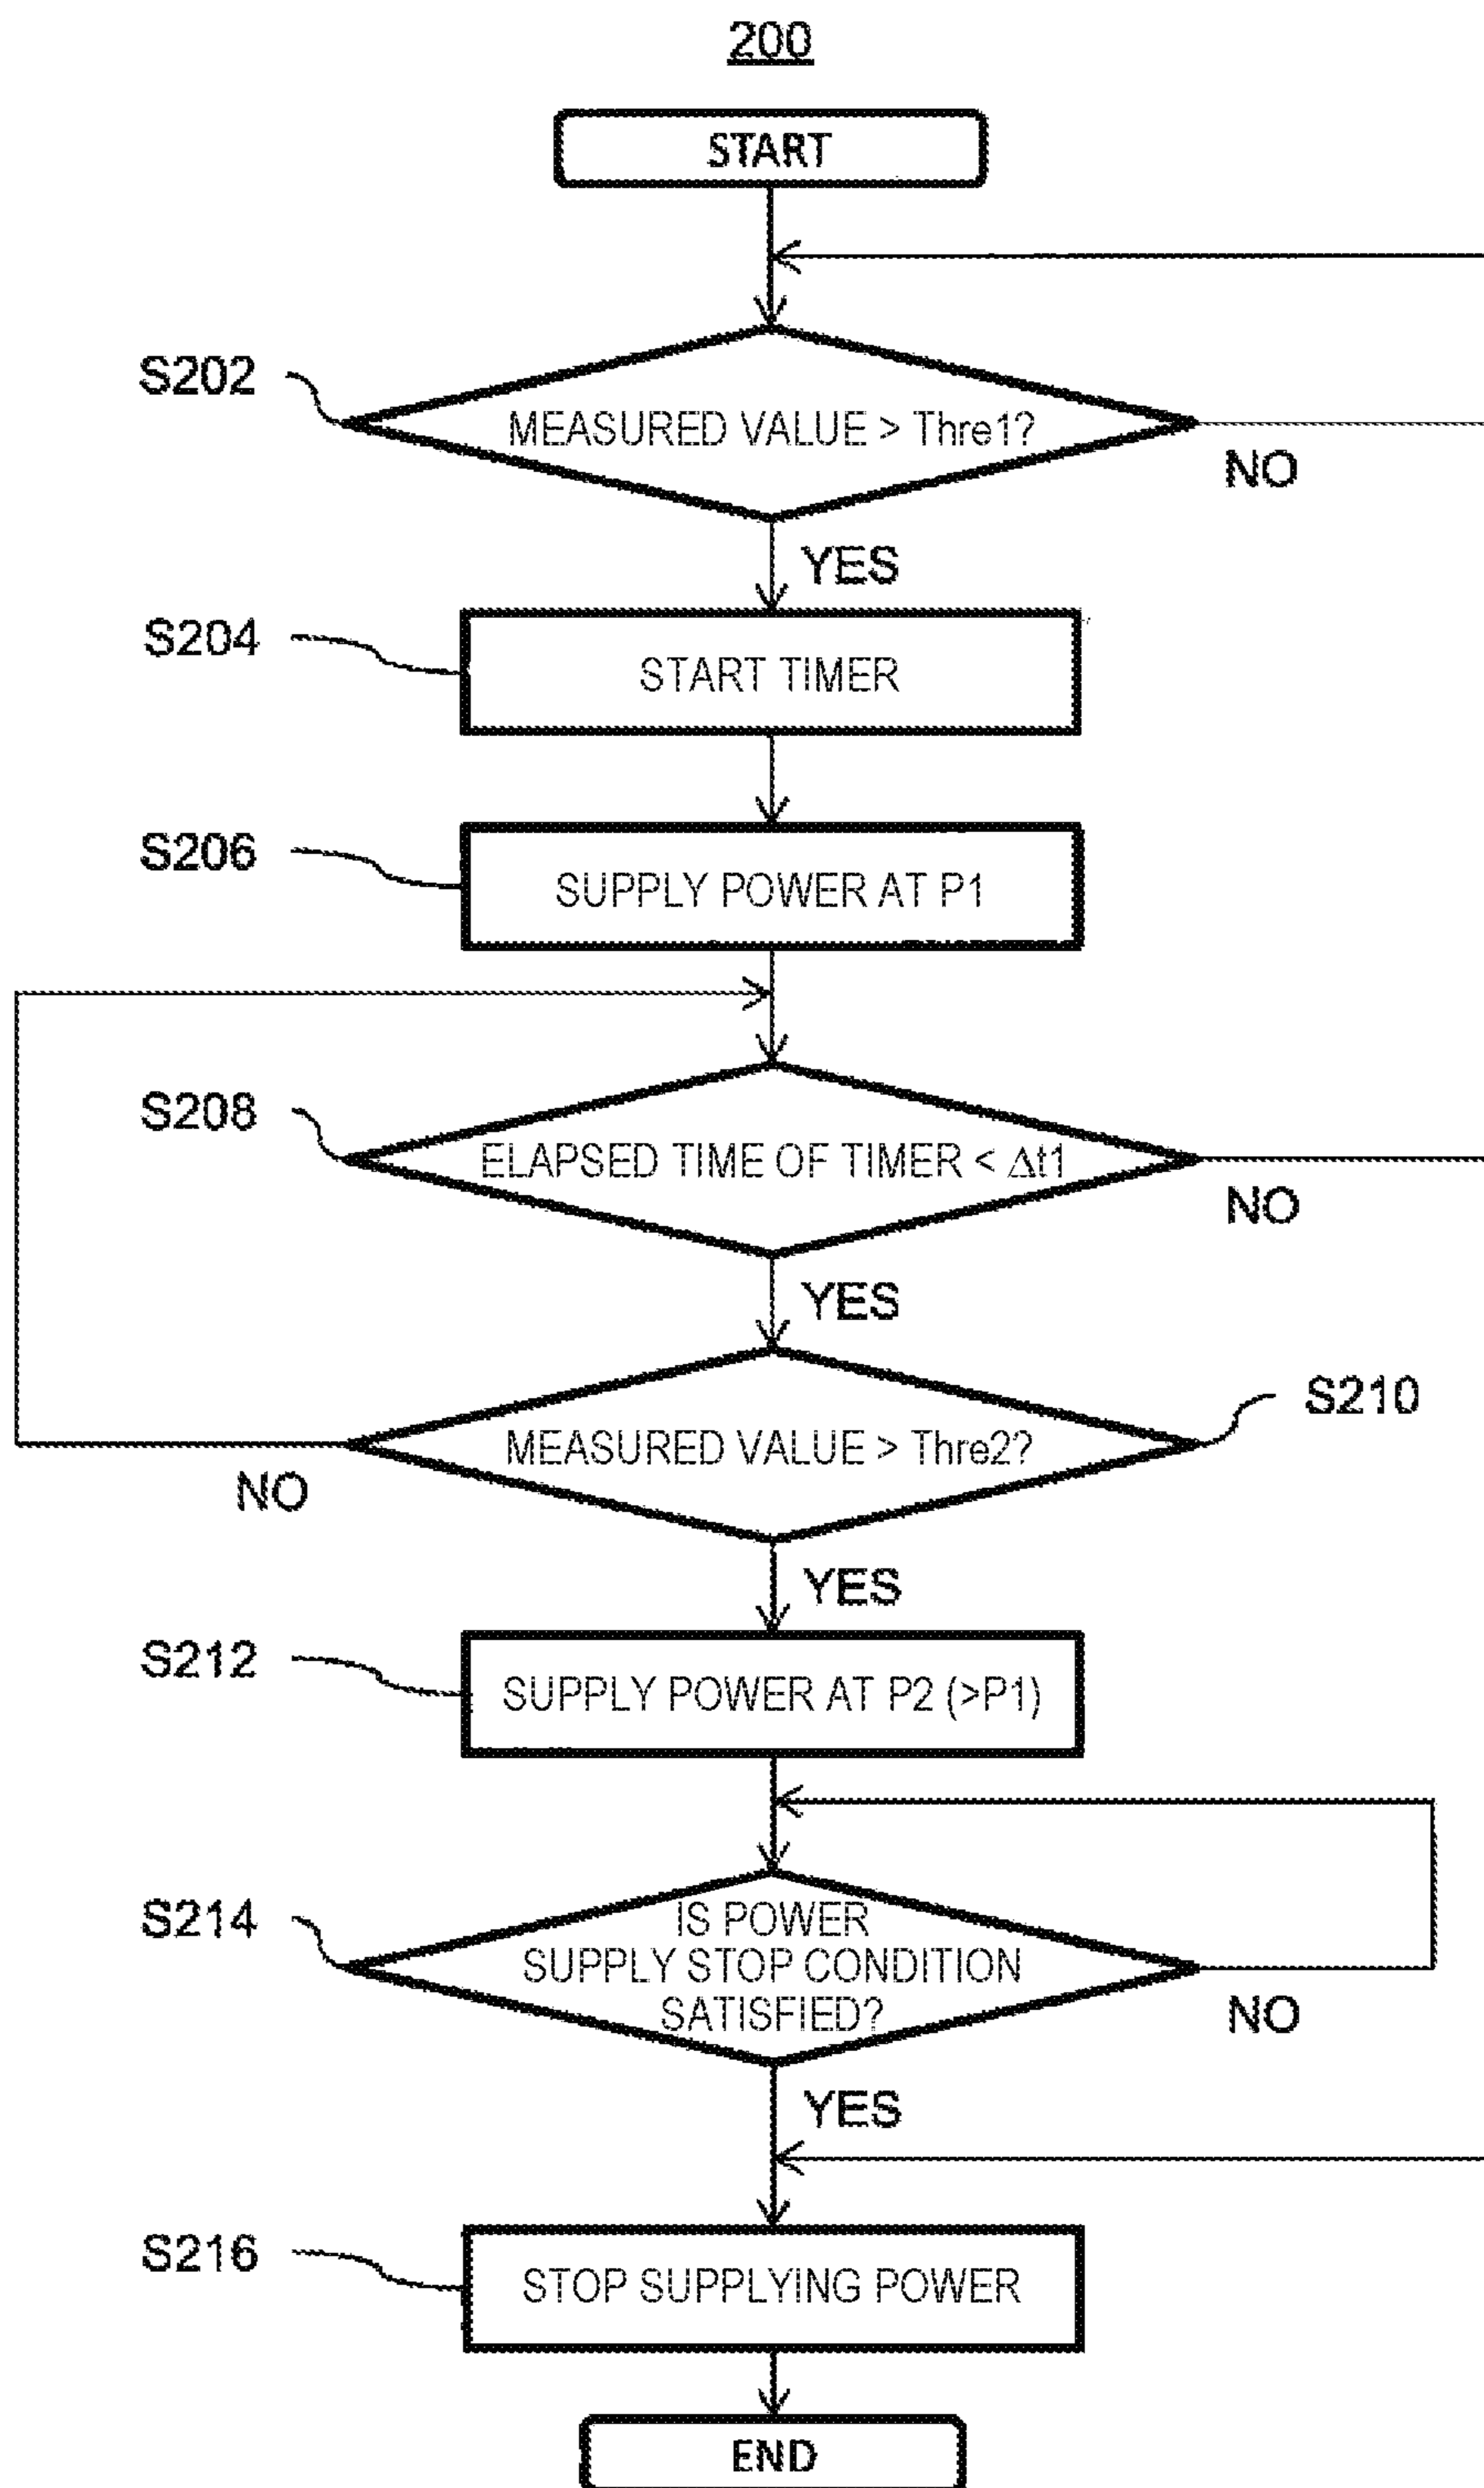 200
START
S202
MEASURED VALUE > Thre1?
NO
YES
S204
START TIMER
S206
SUPPLY POWER AT P1
S208
ELAPSED TIME OF TIMER < Δt1
NO
YES
S210
MEASURED VALUE > Thre2?
NO
YES
S212
SUPPLY POWER AT P2 (>P1)
S214
IS POWER
SUPPLY STOP CONDITION
SATISFIED?
NO
YES
S216
STOP SUPPLYING POWER
END